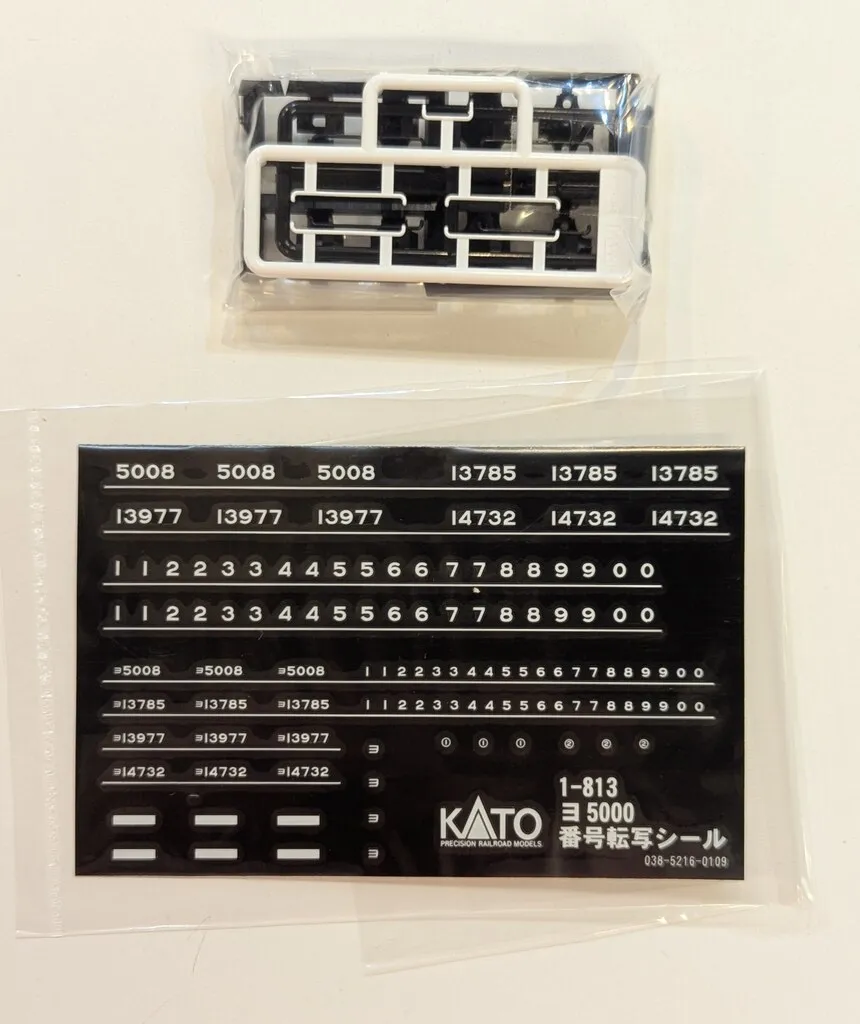 5008 5008 5008 13785 13785 13785
13977 13977 13977 14732 14732 14732
1 1 2 2 3 3 4 4 5 5 6 6 7 7 8 8 9 9 0 0
1 1 2 2 3 3 4 4 5 5 6 6 7 7 8 8 9 9 0 0
ヨ5008 ヨ5008 ヨ5008 1 1 2 2 3 3 4 4 5 5 6 6 7 7 8 8 9 9 0 0
ヨ13785 ヨ13785 ヨ13785 1 1 2 2 3 3 4 4 5 5 6 6 7 7 8 8 9 9 0 0
ヨ13977 ヨ13977 ヨ13977 ヨ ① ① ① ② ② ②
ヨ14732 ヨ14732 ヨ14732 ヨ
ヨ
ヨ
KATO
PRECISION RAILROAD MODELS
1-813
ヨ5000
番号転写シール
038-5216-0109